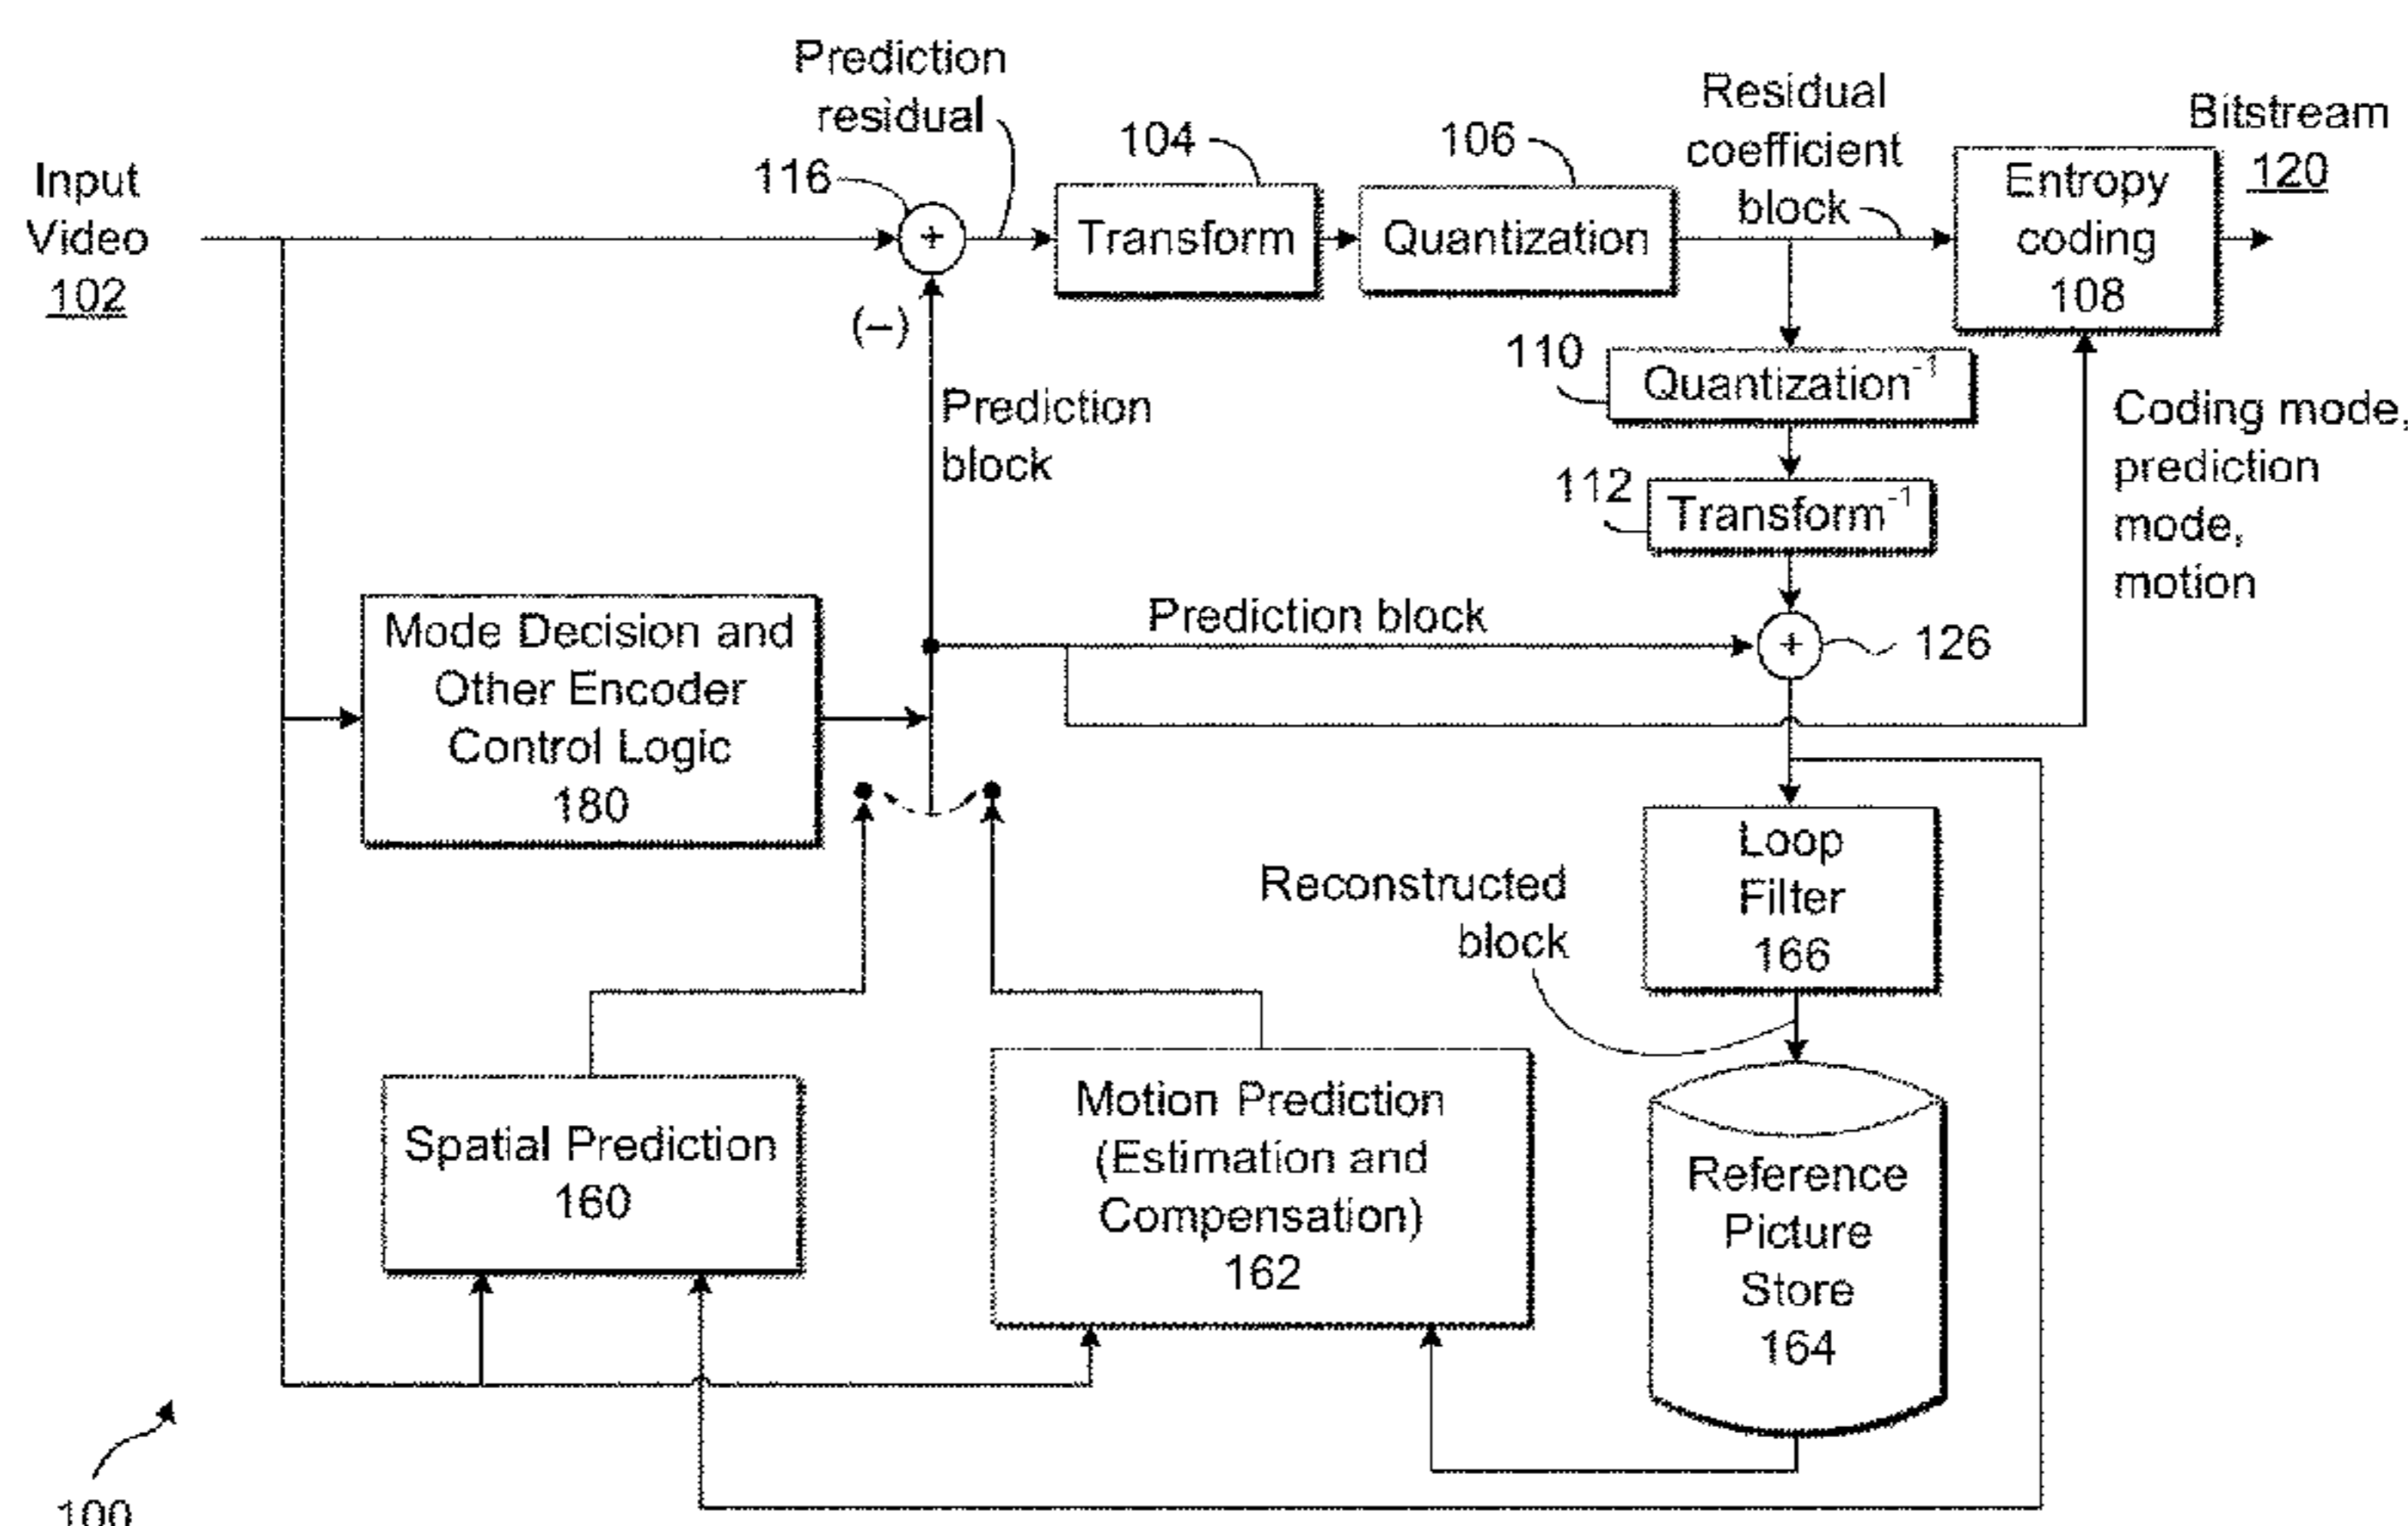 Prediction
residual
116
104
Transform
106
Quantization
Residual
coefficient
block
Entropy
coding
108
Bitstream
120
Input
Video
102
+
(–)
Prediction
block
110
Quantization-1
112
Transform-1
Coding mode,
prediction
mode,
motion
Mode Decision and
Other Encoder
Control Logic
180
Prediction block
+
126
Loop
Filter
166
Reconstructed
block
Spatial Prediction
160
Motion Prediction
(Estimation and
Compensation)
162
Reference
Picture
Store
164
100